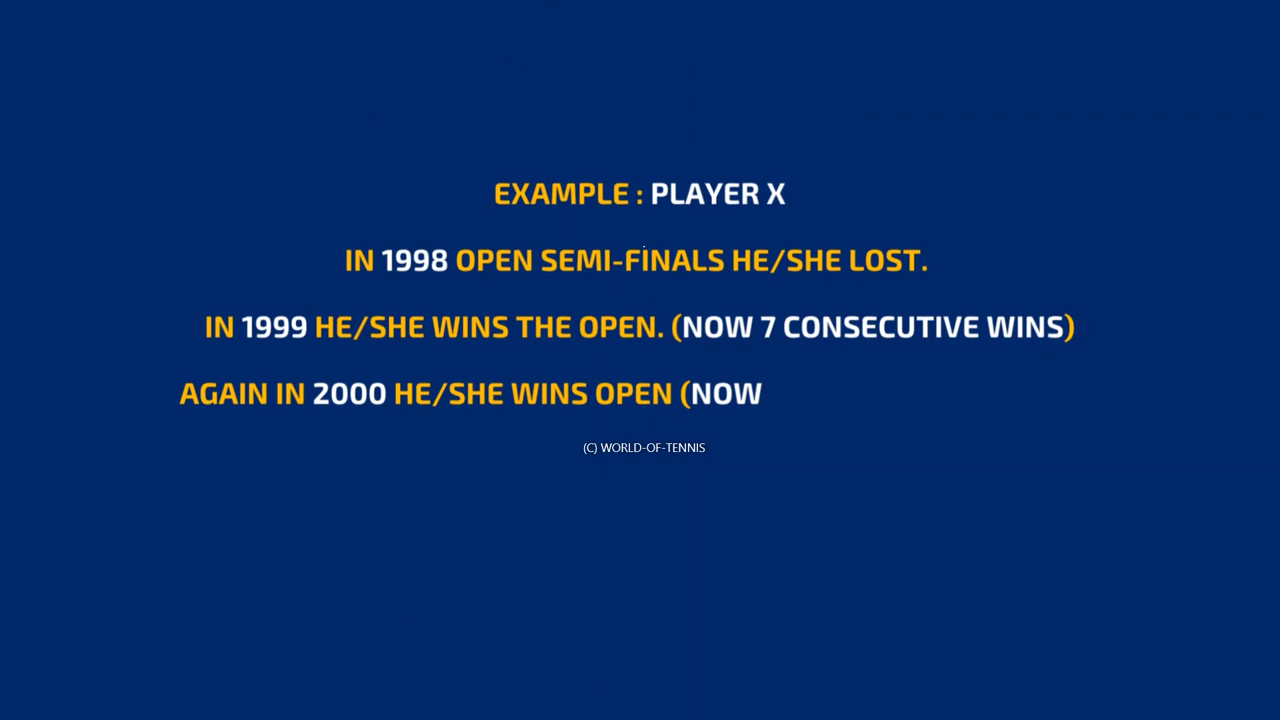 EXAMPLE : PLAYER X
IN 1998 OPEN SEMI-FINALS HE/SHE LOST.
IN 1999 HE/SHE WINS THE OPEN. (NOW 7 CONSECUTIVE WINS)
AGAIN IN 2000 HE/SHE WINS OPEN (NOW
(C) WORLD-OF-TENNIS